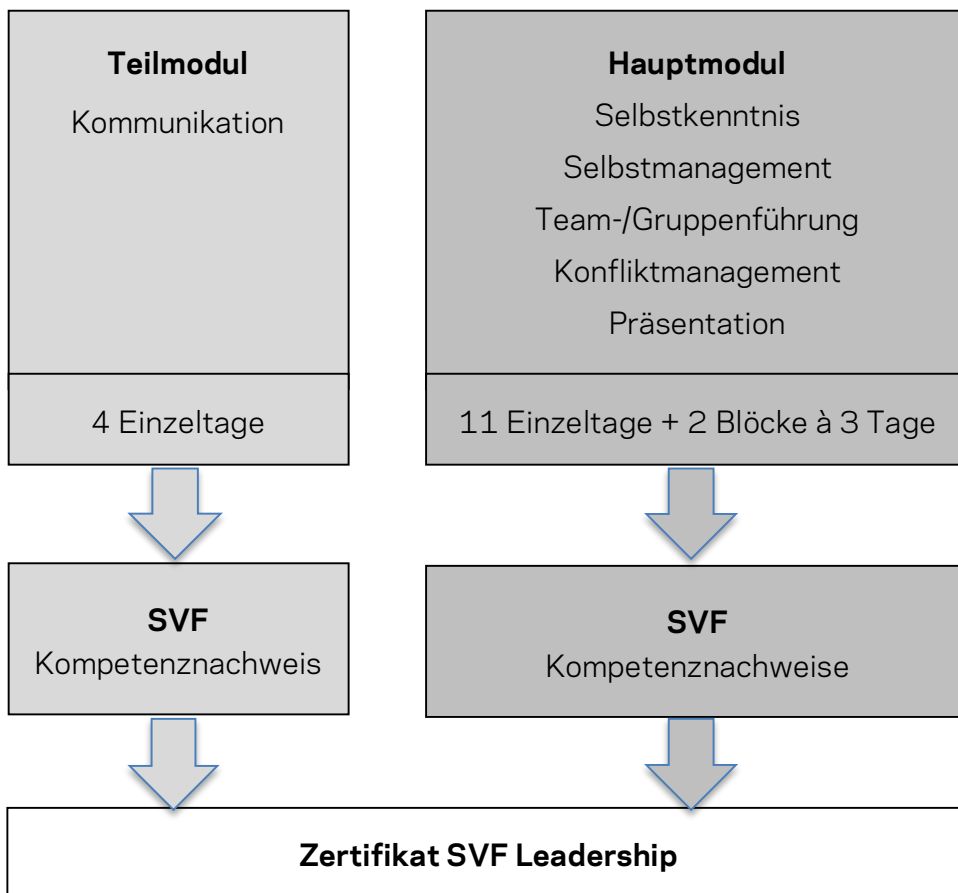 Teilmodul
Kommunikation
4 Einzeltage
SVF
Kompetenznachweis
Hauptmodul
Selbstkenntnis
Selbstmanagement
Team-/Gruppenführung
Konfliktmanagement
Präsentation
11 Einzeltage + 2 Blöcke à 3 Tage
SVF
Kompetenznachweise
Zertifikat SVF Leadership